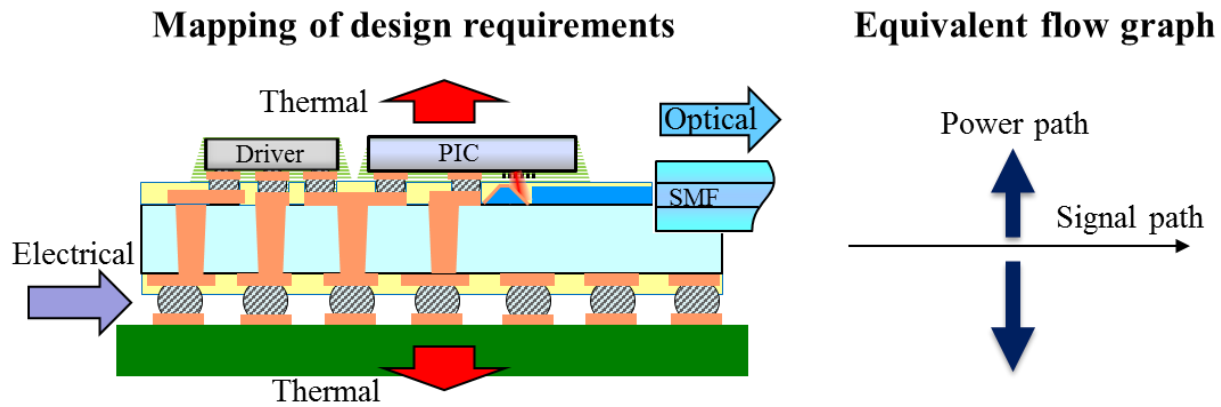 Mapping of design requirements
Equivalent flow graph
Thermal
Optical
Power path
Driver
PIC
SMF
Signal path
Electrical
Thermal